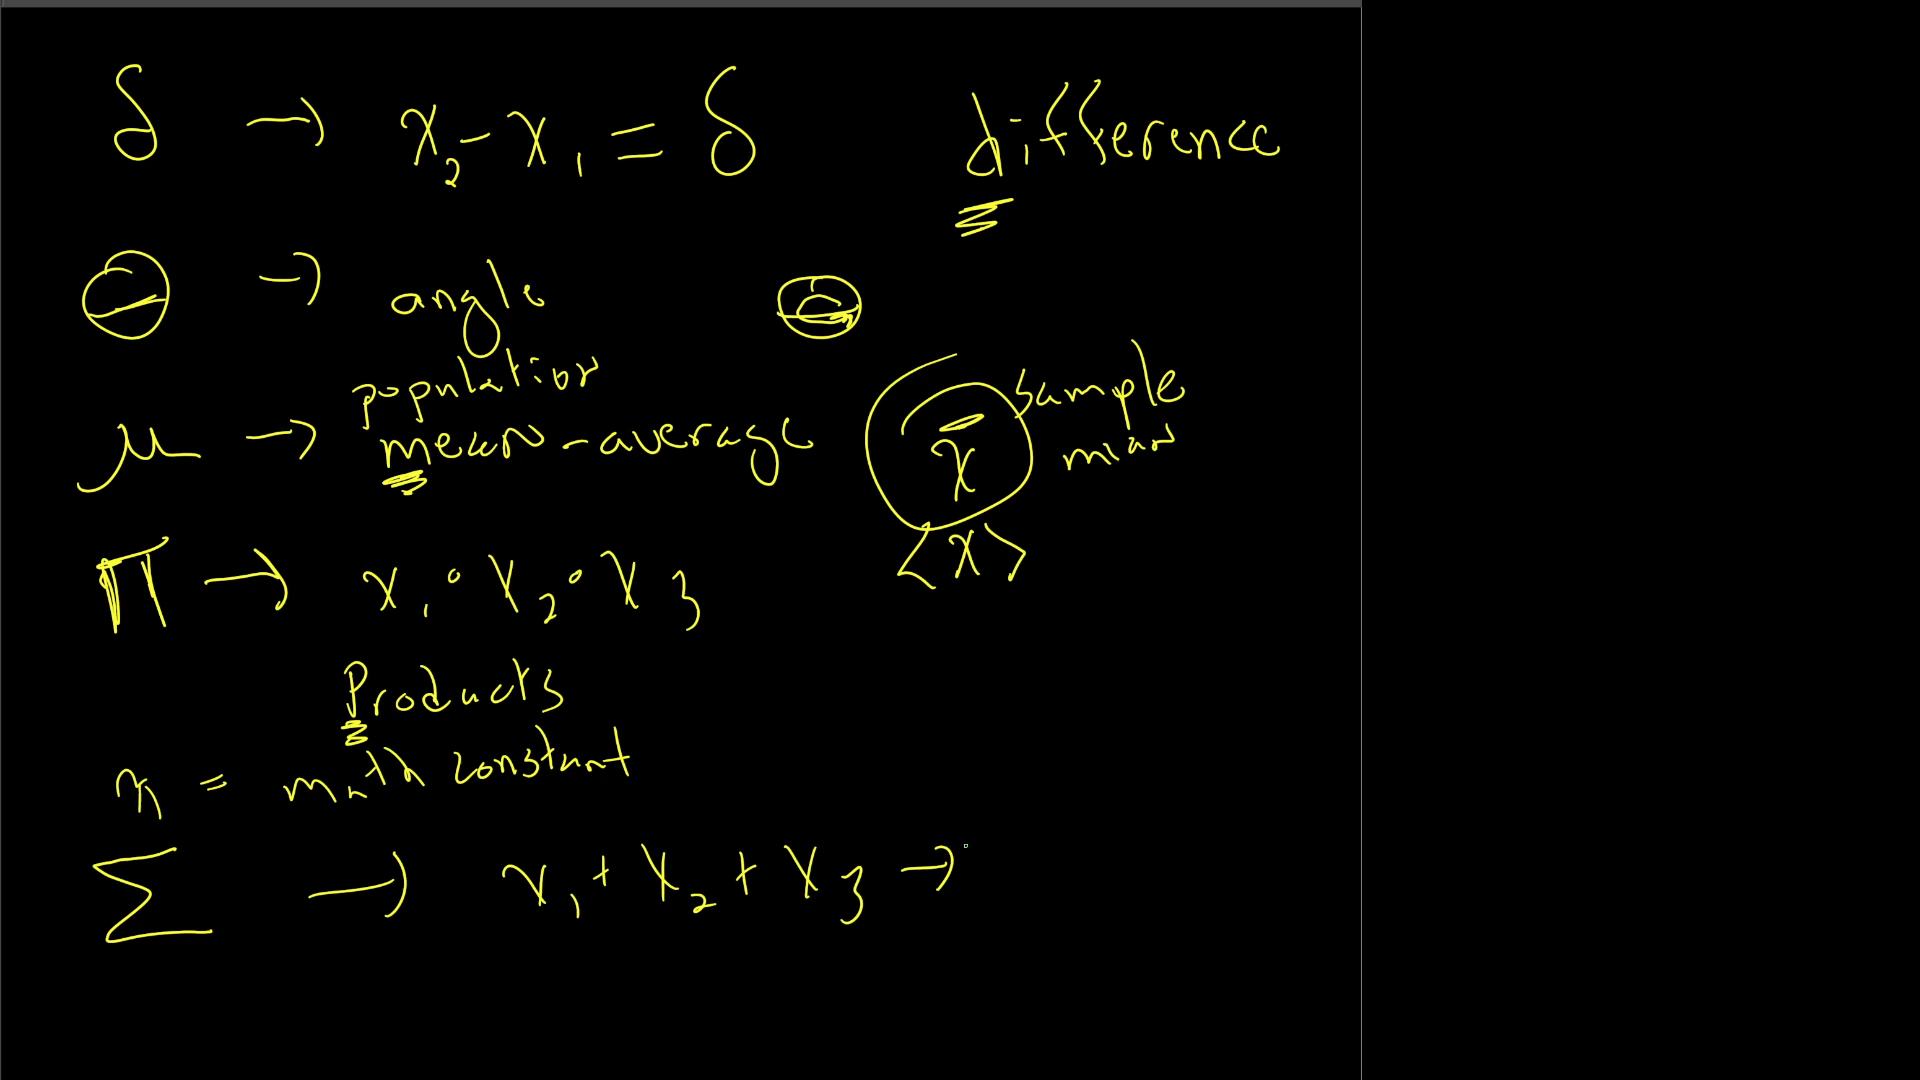 δ → x₂ - x₁ = δ difference
θ → angle θ
μ → population mean - average x̄ sample mean
⟨x⟩
Π → x₁ ∘ x₂ ∘ x₃
Products
π = math constant
Σ → x₁ + x₂ + x₃ →